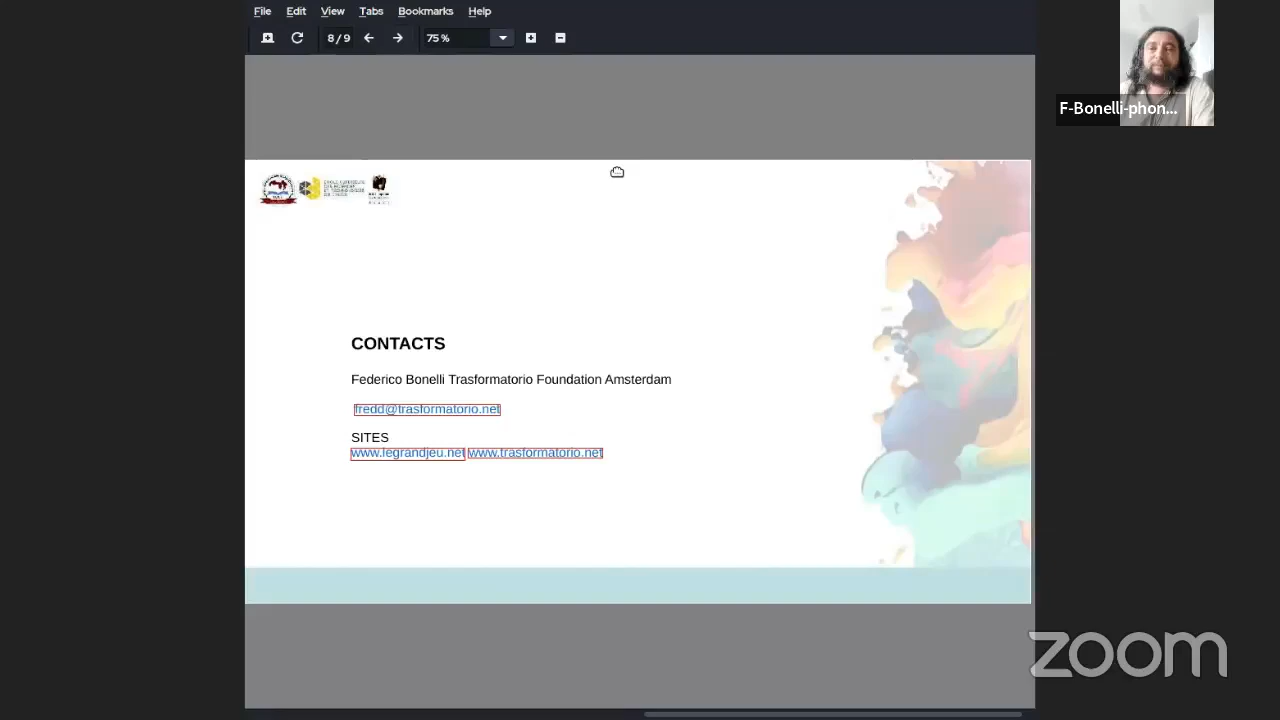 File Edit View Tabs Bookmarks Help
8 / 9 75%
F-Bonelli-phon...
CONTACTS
Federico Bonelli Trasformatorio Foundation Amsterdam
fredd@trasformatorio.net
SITES
www.legrandjeu.net www.trasformatorio.net
zoom